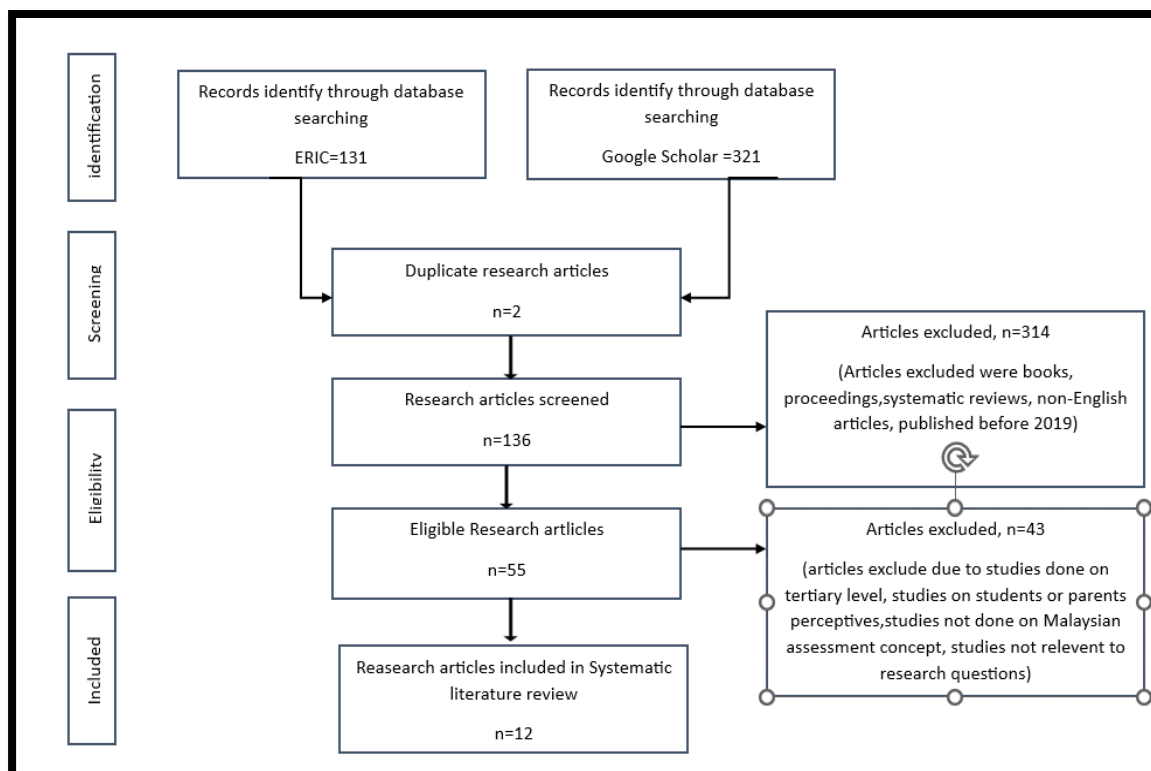 identification
Records identify through database
searching
ERIC=131
Records identify through database
searching
Google Scholar =321
Screening
Duplicate research articles
n=2
Articles excluded, n=314
(Articles excluded were books,
proceedings,systematic reviews, non-English
articles, published before 2019)
Research articles screened
n=136
Eligibility
Eligible Research artlicles
n=55
Articles excluded, n=43
(articles exclude due to studies done on
tertiary level, studies on students or parents
perceptives,studies not done on Malaysian
assessment concept, studies not relevent to
research questions)
Included
Reasearch articles included in Systematic
literature review
n=12